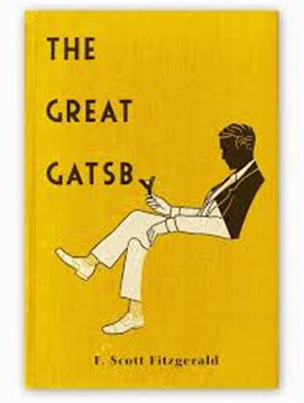 THE
GREAT
GATSBY
F. Scott Fitzgerald